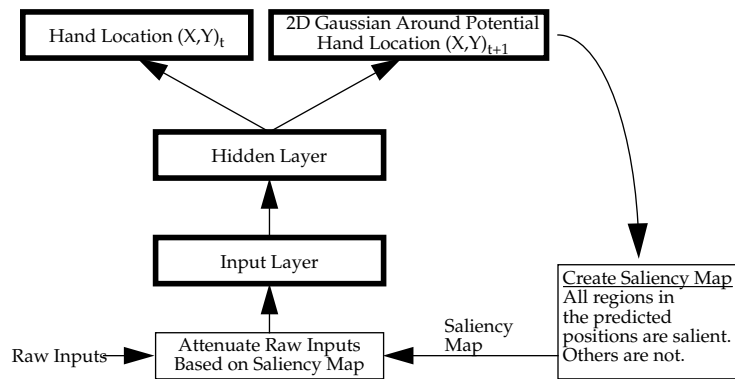 Hand Location (X,Y)t
2D Gaussian Around Potential
Hand Location (X,Y)t+1
Hidden Layer
Input Layer
Create Saliency Map
All regions in
the predicted
positions are salient.
Others are not.
Saliency
Map
Raw Inputs
Attenuate Raw Inputs
Based on Saliency Map